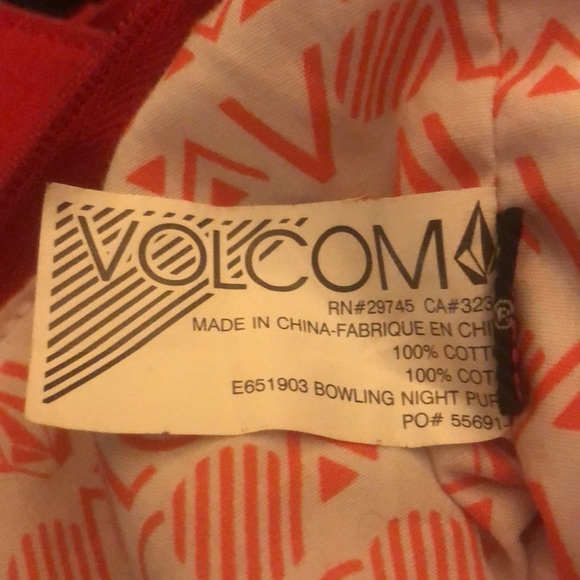 VOLCOM
RN#29745 CA#323
MADE IN CHINA-FABRIQUE EN CHI
100% COTT
100% COT
E651903 BOWLING NIGHT PUR
PO# 55691